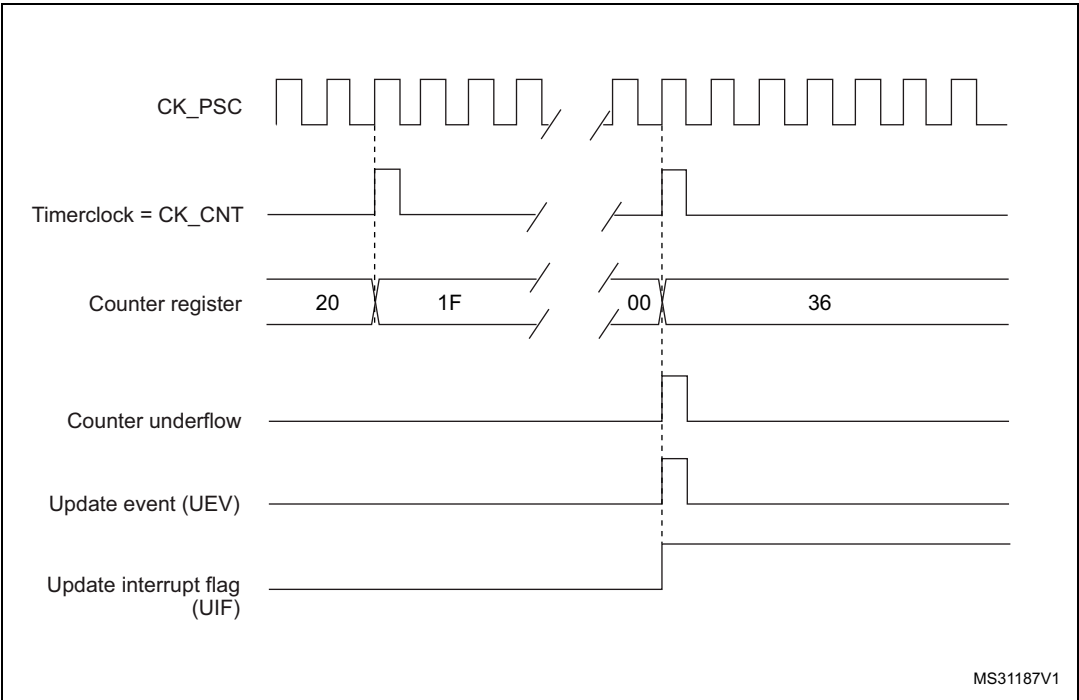 CK_PSC
Timerclock = CK_CNT
Counter register
20
1F
00
36
Counter underflow
Update event (UEV)
Update interrupt flag
(UIF)
MS31187V1